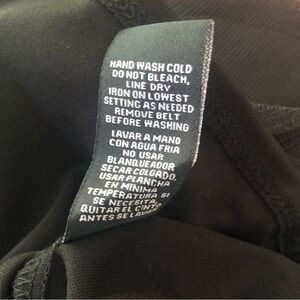 HAND WASH COLD
DO NOT BLEACH,
LINE DRY
IRON ON LOWEST
SETTING AS NEEDED
REMOVE BELT
BEFORE WASHING
LAVAR A MANO
CON AGUA FRIA
NO USAR
BLANQUEADOR
SECAR COLGADO,
USAR PLANCHA
EN MINIMA
TEMPERATURA SI
SE NECESITA,
QUITAR EL CINTO
ANTES SE